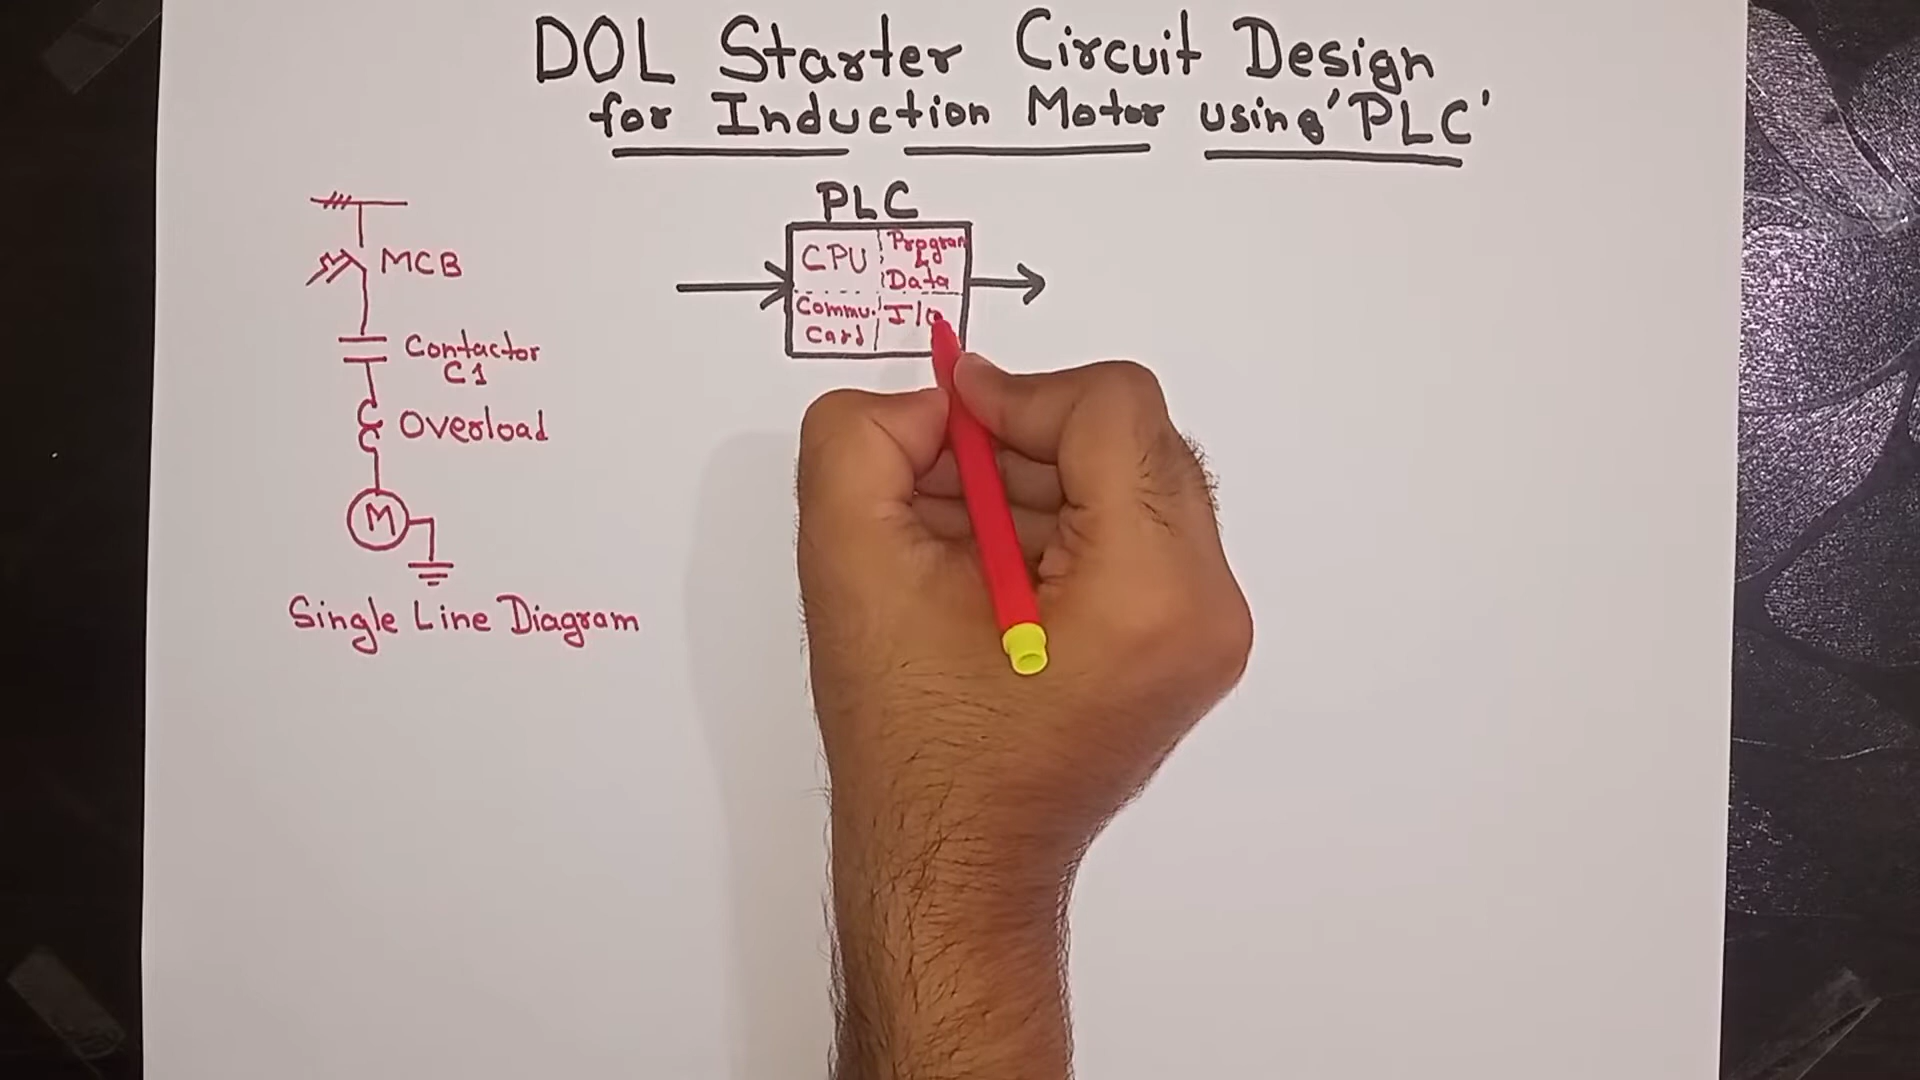 DOL Starter Circuit Design
for Induction Motor using 'PLC'
PLC
CPU
Program
&
Data
Commu.
Card
I/O
MCB
Contactor
C1
Overload
M
Single Line Diagram